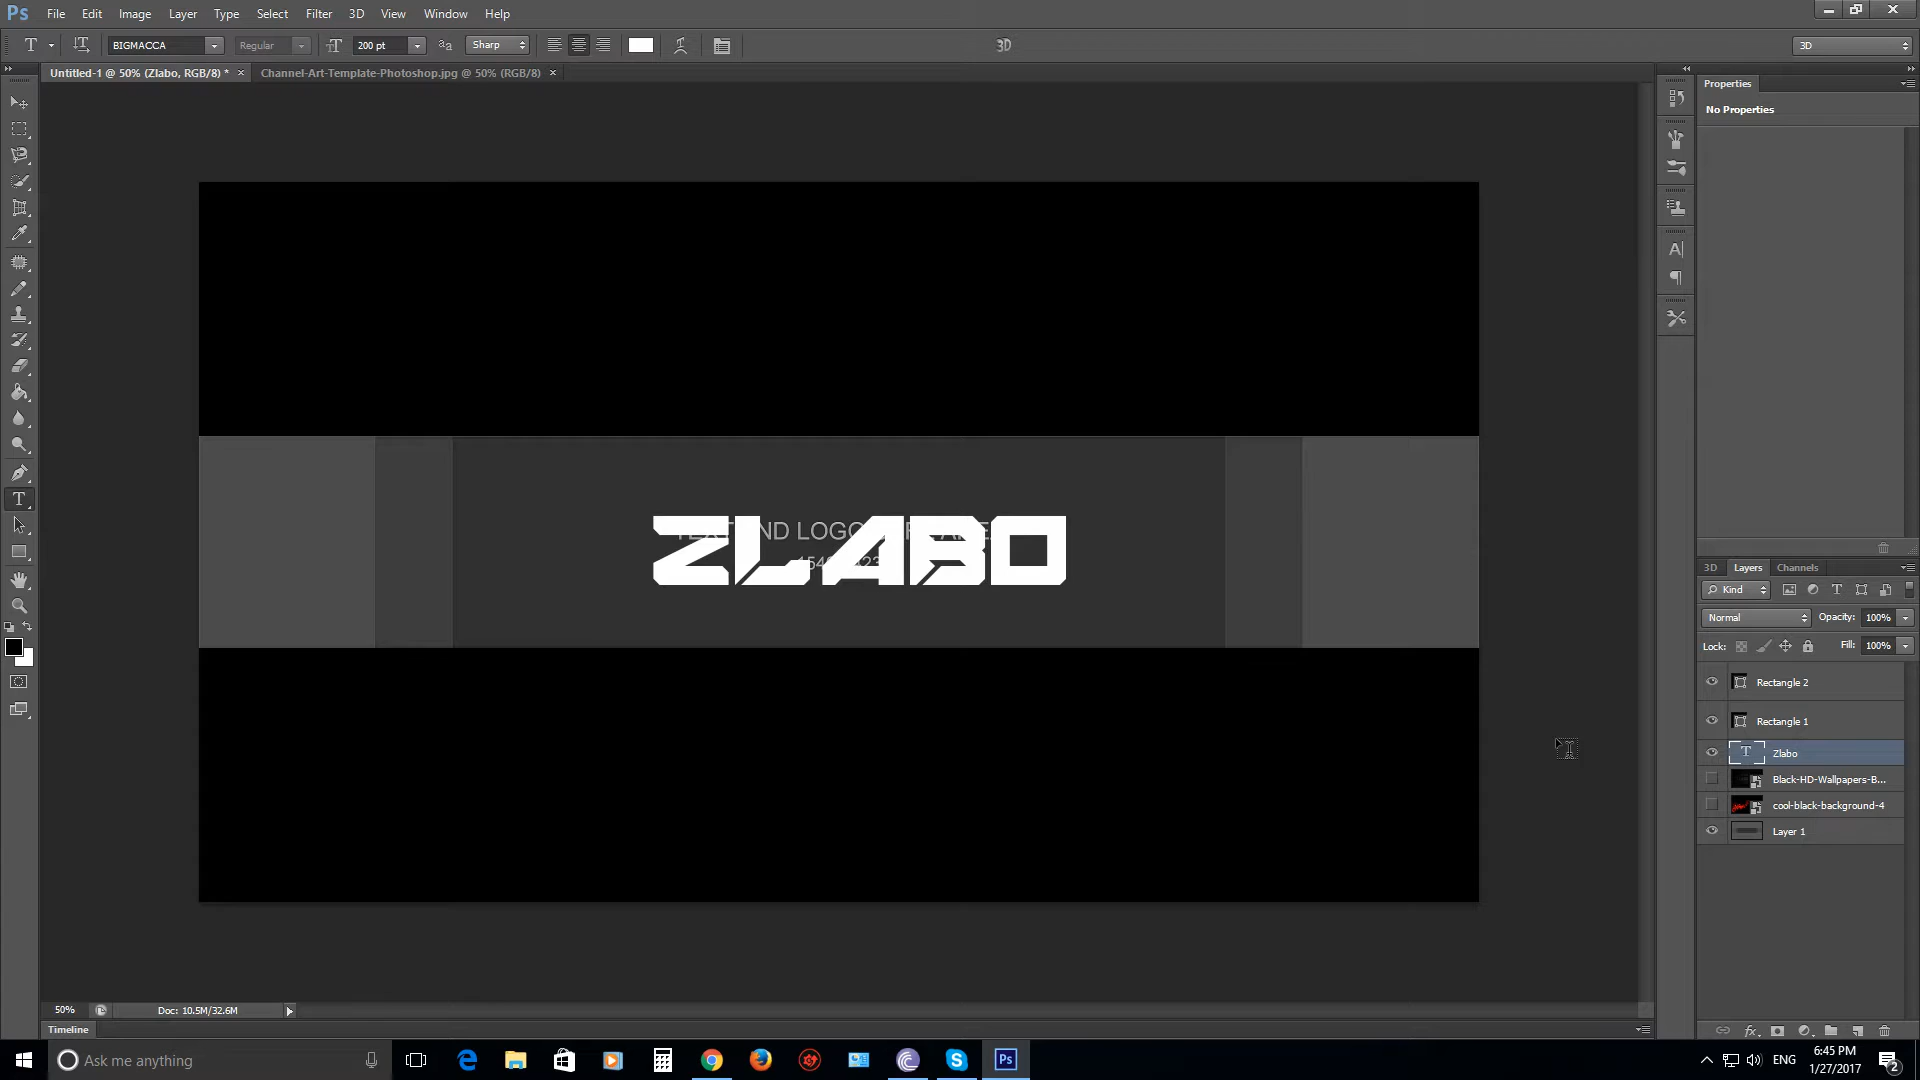 Ps File Edit Image Layer Type Select Filter 3D View Window Help
T BIGMACCA Regular 200 pt Sharp 3D 3D
Untitled-1 @ 50% (Zlabo, RGB/8) * × Channel-Art-Template-Photoshop.jpg @ 50% (RGB/8) ×
Properties
No Properties
ZLABO
3D Layers Channels
Kind
Normal Opacity: 100%
Lock: Fill: 100%
Rectangle 2
Rectangle 1
Zlabo
Black-HD-Wallpapers-B...
cool-black-background-4
Layer 1
50% Doc: 10.5M/32.6M
Timeline
Ask me anything
ENG 6:45 PM
1/27/2017
2